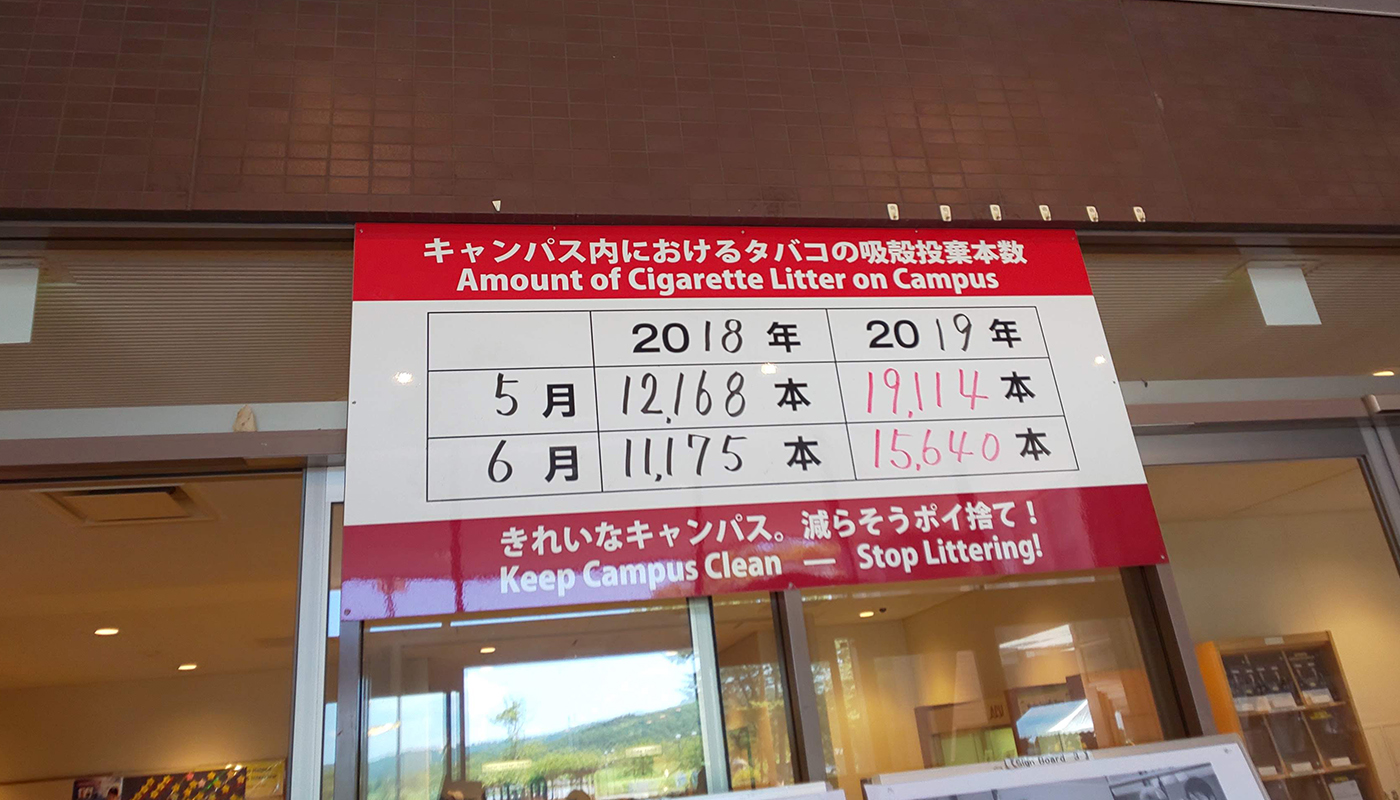 キャンパス内におけるタバコの吸殻投棄本数
Amount of Cigarette Litter on Campus
2018 年 2019 年
5 月 12,168 本 19,114 本
6 月 11,175 本 15,640 本
きれいなキャンパス。減らそうポイ捨て！
Keep Campus Clean — Stop Littering!